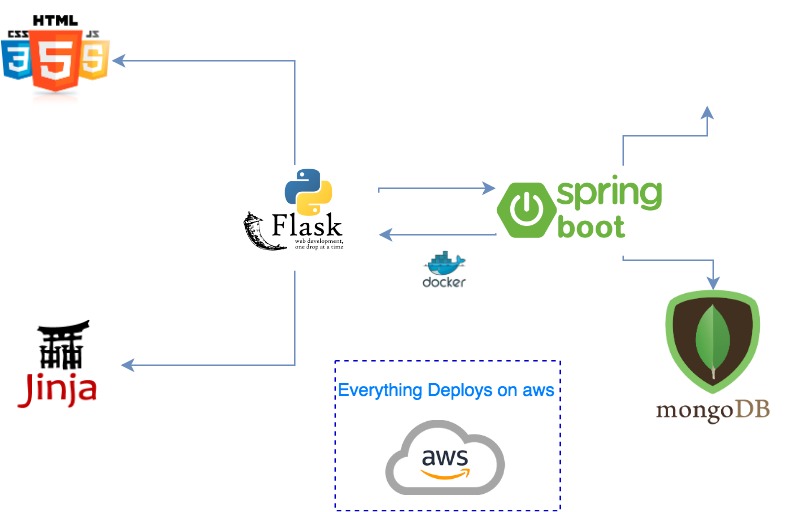 HTML
CSS
JS
3
5
6
Flask
web development,
one drop at a time
spring
boot
docker
Jinja
Everything Deploys on aws
aws
mongoDB